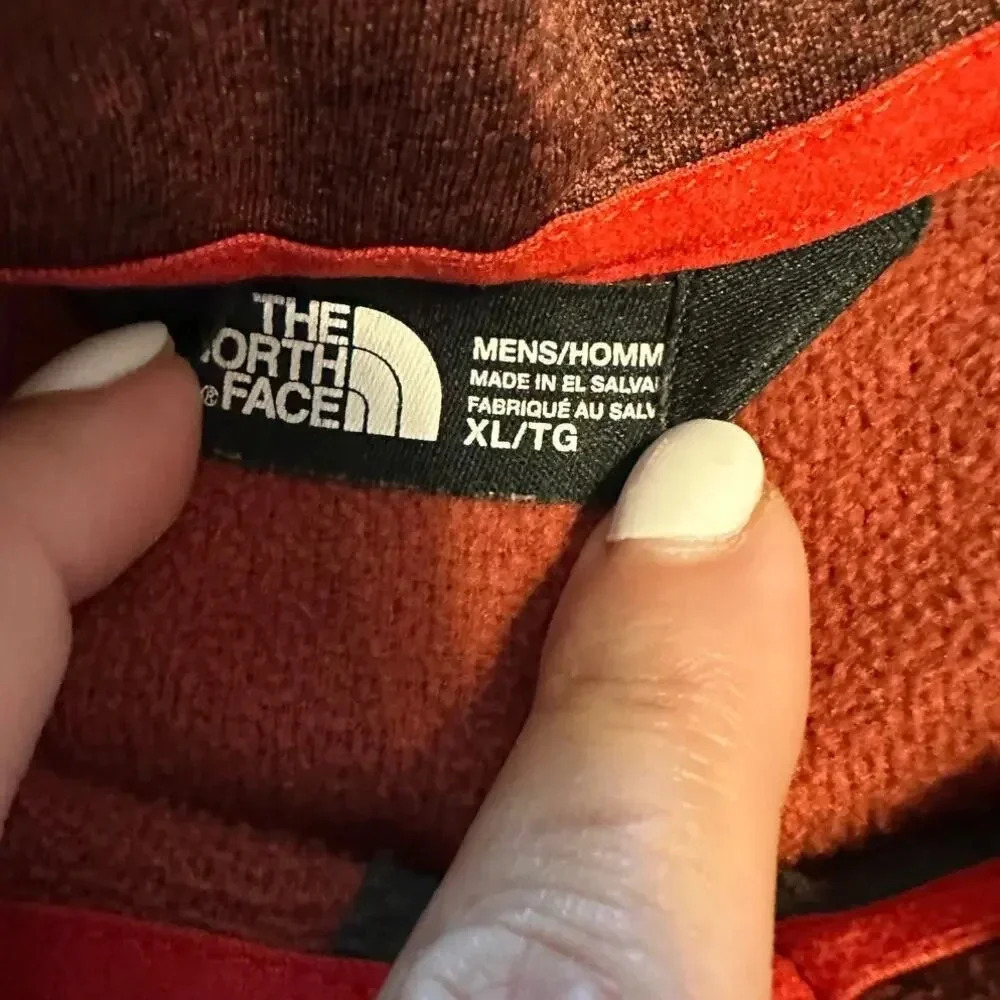 THE
ORTH
® FACE
MENS/HOMM
MADE IN EL SALVA
FABRIQUÉ AU SALV
XL/TG